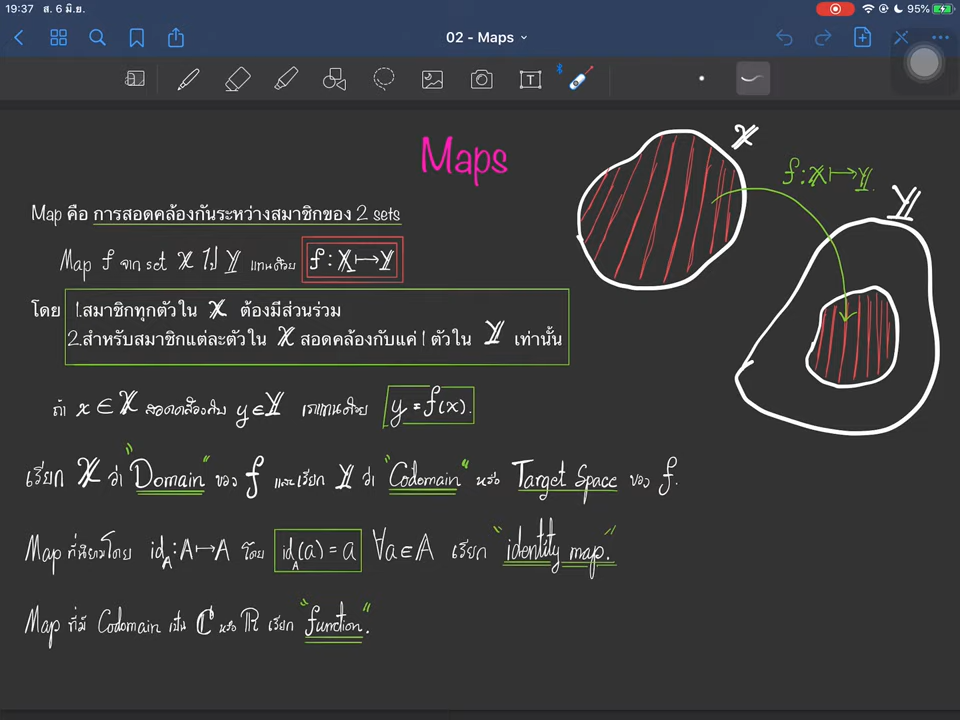 19:37 ส. 6 มิ.ย.
95%
02 - Maps
T
Maps
X
f : X ↦ Y
Y
Map คือ การสอดคล้องกันระหว่างสมาชิกของ 2 sets
Map f จาก set X ไป Y แทนด้วย f : X ↦ Y
โดย 1.สมาชิกทุกตัวใน X ต้องมีส่วนร่วม
2.สำหรับสมาชิกแต่ละตัวใน X สอดคล้องกับแค่ 1 ตัวใน Y เท่านั้น
ถ้า x ∈ X สอดคล้องกับ y ∈ Y เราแทนด้วย y = f(x).
เรียก X ว่า "Domain" ของ f และเรียก Y ว่า "Codomain" หรือ Target Space ของ f.
Map ที่นิยามโดย id_A : A ↦ A โดย id_A(a) = a ∀a ∈ A เรียก "identity map."
Map ที่มี Codomain เป็น ℂ หรือ ℝ เรียก "function".